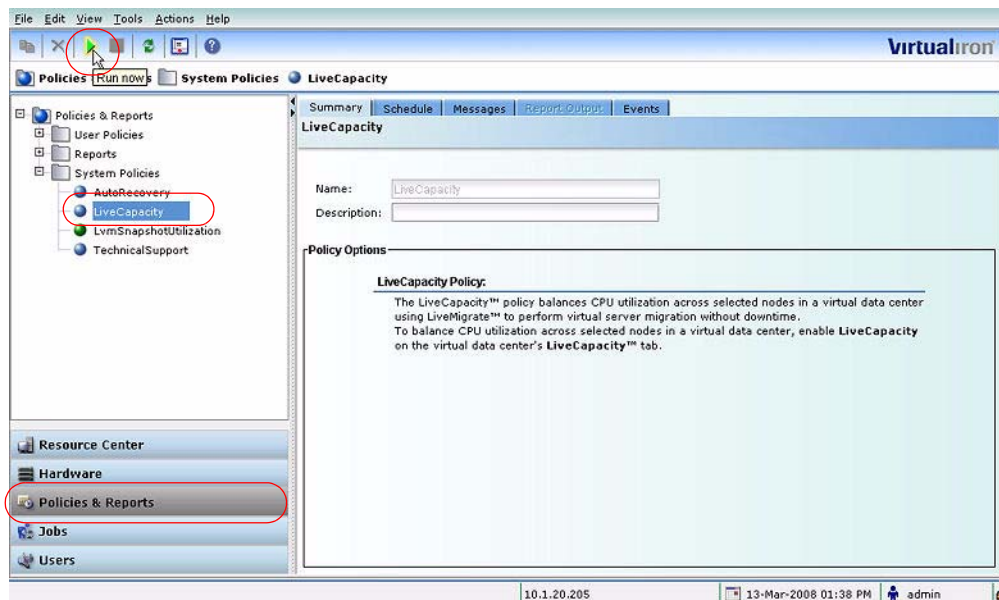 File Edit View Tools Actions Help
VirtualIron
Policies Run now s System Policies LiveCapacity
Policies & Reports
User Policies
Reports
System Policies
AutoRecovery
LiveCapacity
LvmSnapshotUtilization
TechnicalSupport
Resource Center
Hardware
Policies & Reports
Jobs
Users
Summary Schedule Messages Report Output Events
LiveCapacity
Name: LiveCapacity
Description:
Policy Options
LiveCapacity Policy:
The LiveCapacity™ policy balances CPU utilization across selected nodes in a virtual data center
using LiveMigrate™ to perform virtual server migration without downtime.
To balance CPU utilization across selected nodes in a virtual data center, enable LiveCapacity
on the virtual data center's LiveCapacity™ tab.
10.1.20.205 13-Mar-2008 01:38 PM admin